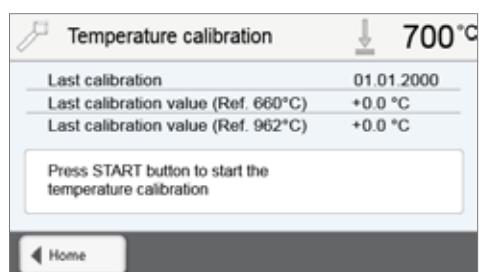 Temperature calibration 700°C
Last calibration 01.01.2000
Last calibration value (Ref. 660°C) +0.0 °C
Last calibration value (Ref. 962°C) +0.0 °C
Press START button to start the
temperature calibration
Home